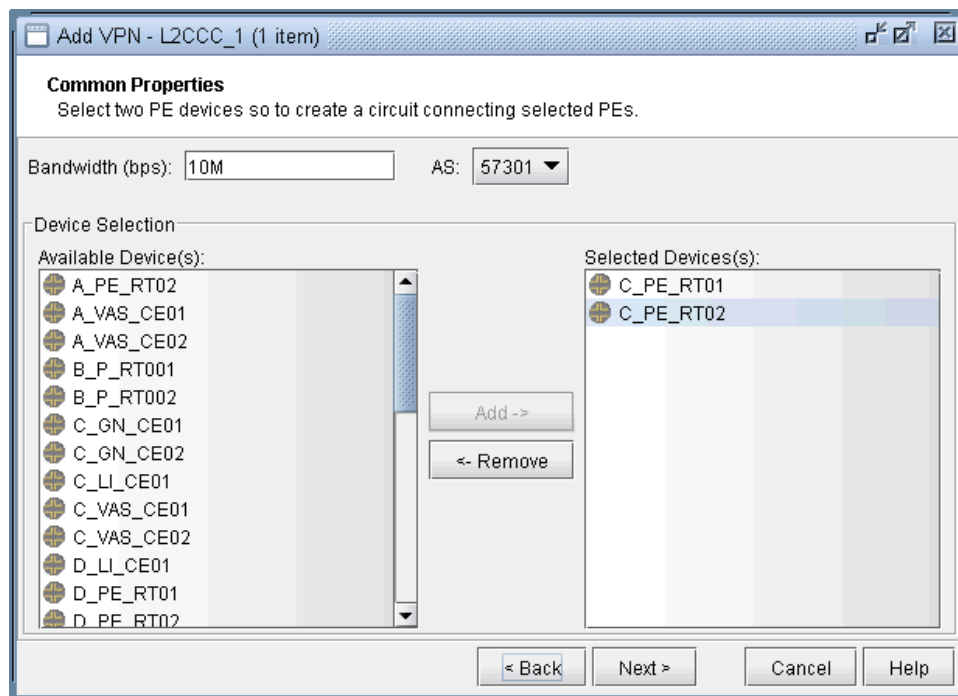 Add VPN - L2CCC_1 (1 item)
Common Properties
Select two PE devices so to create a circuit connecting selected PEs.
Bandwidth (bps): 10M AS: 57301
Device Selection
Available Device(s):
A_PE_RT02
A_VAS_CE01
A_VAS_CE02
B_P_RT001
B_P_RT002
C_GN_CE01
C_GN_CE02
C_LI_CE01
C_VAS_CE01
C_VAS_CE02
D_LI_CE01
D_PE_RT01
D_PE_RT02
Add ->
<- Remove
Selected Devices(s):
C_PE_RT01
C_PE_RT02
< Back Next > Cancel Help